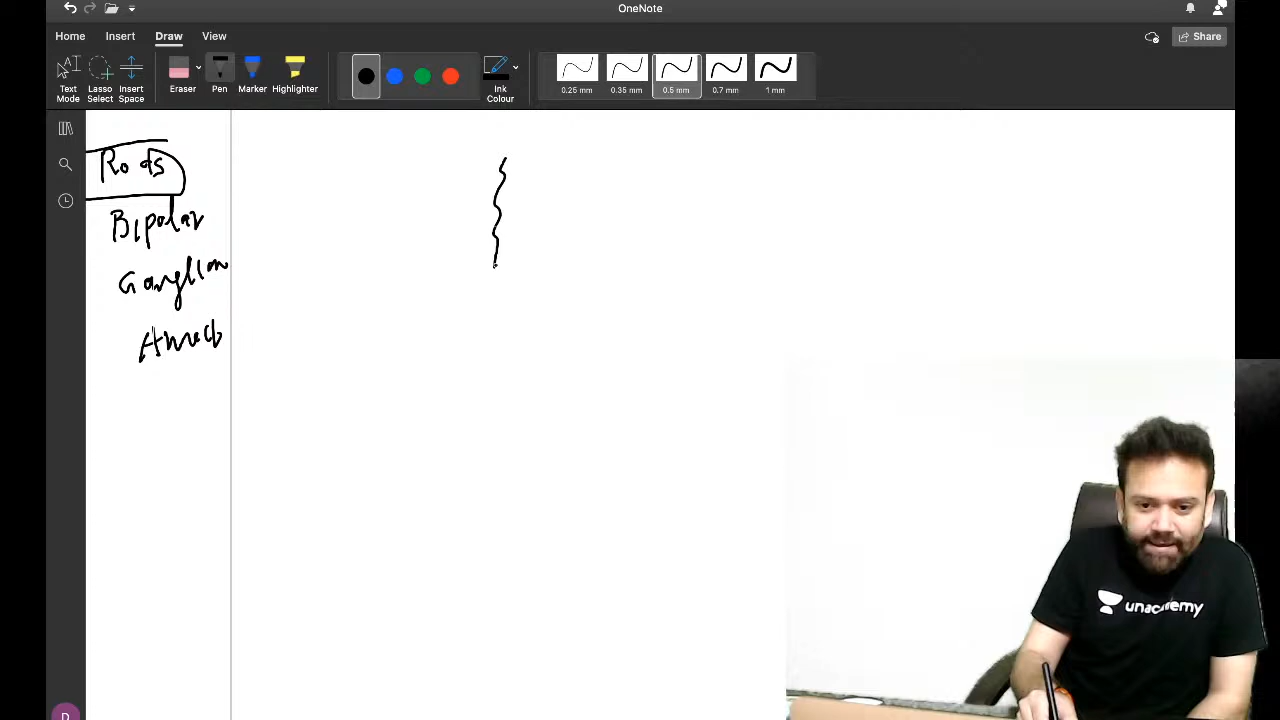 OneNote
Home Insert Draw View
Share
Text Mode
Lasso Select
Insert Space
Eraser
Pen
Marker
Highlighter
Ink Colour
0.25 mm
0.35 mm
0.5 mm
0.7 mm
1 mm
Rods
Bipolar
Ganglion
unacademy
D